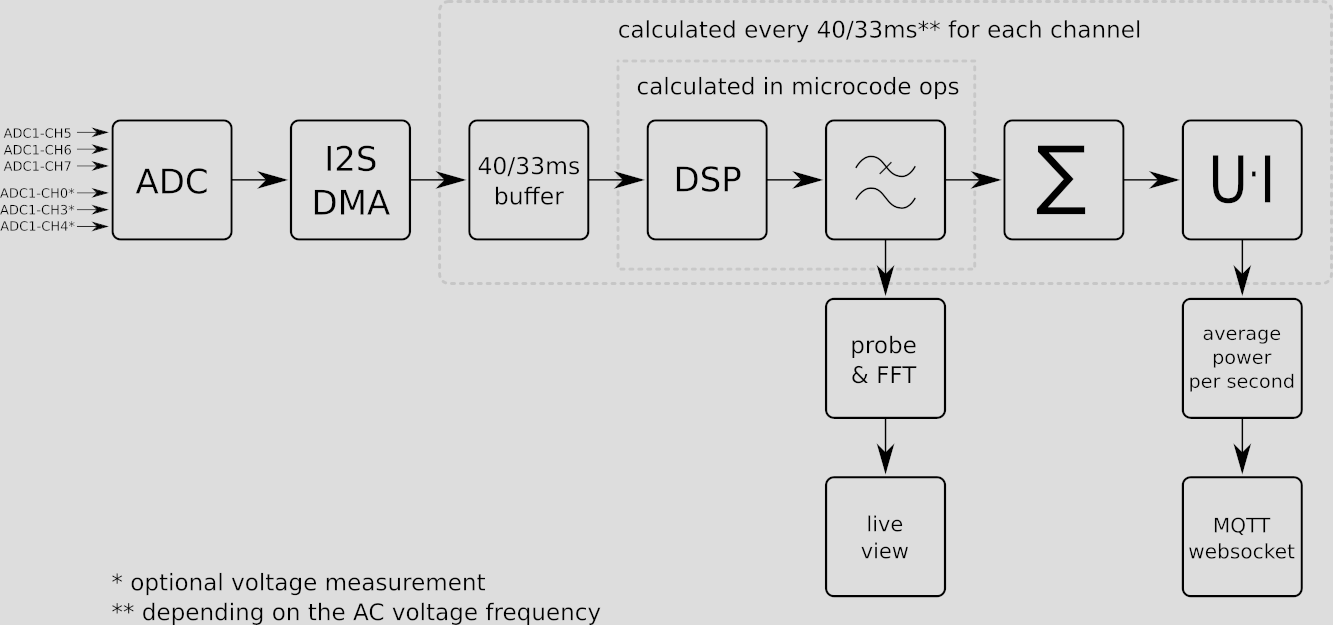 calculated every 40/33ms** for each channel
calculated in microcode ops
ADC1-CH5
ADC1-CH6
ADC1-CH7
ADC1-CH0*
ADC1-CH3*
ADC1-CH4*
ADC
I2S
DMA
40/33ms
buffer
DSP
Σ
U·I
probe
& FFT
average
power
per second
live
view
MQTT
websocket
* optional voltage measurement
** depending on the AC voltage frequency